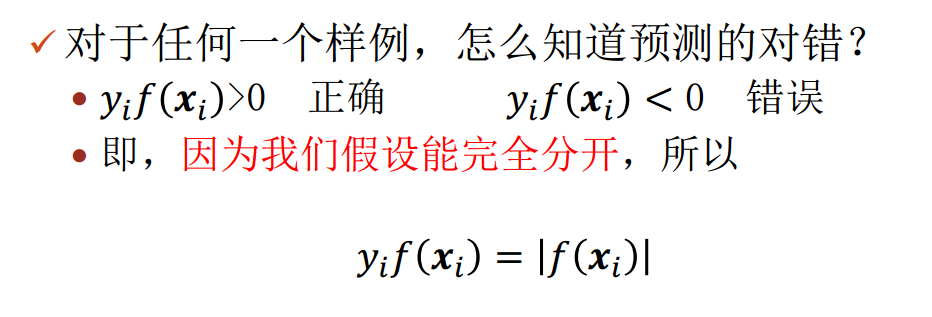 ✓ 对于任何一个样例，怎么知道预测的对错？
• yᵢf(xᵢ)>0 正确 yᵢf(xᵢ) < 0 错误
• 即，因为我们假设能完全分开，所以
yᵢf(xᵢ) = |f(xᵢ)|